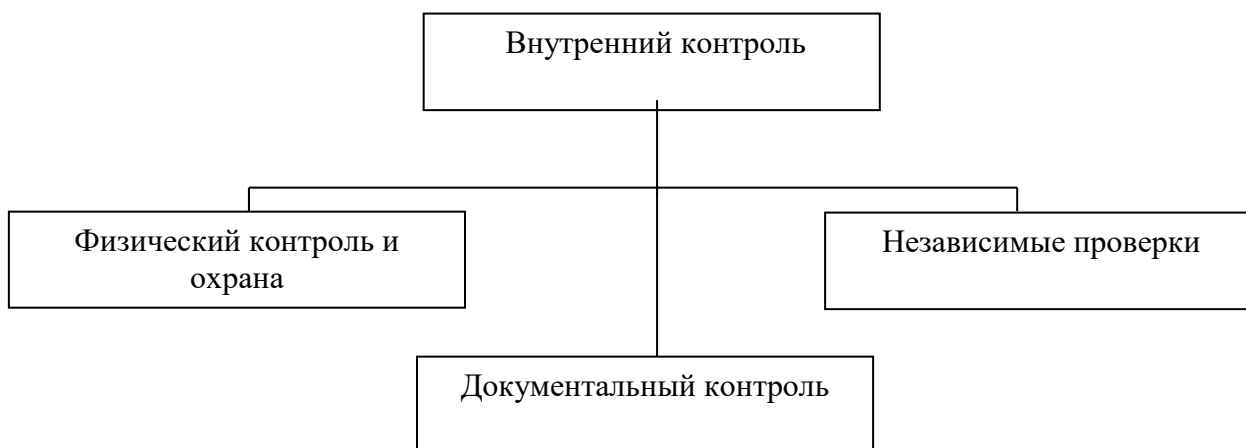 Внутренний контроль
Физический контроль и
охрана
Независимые проверки
Документальный контроль